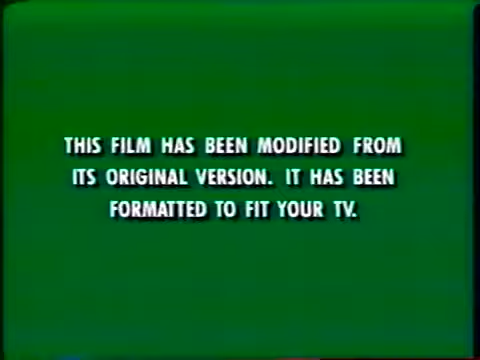 THIS FILM HAS BEEN MODIFIED FROM
ITS ORIGINAL VERSION. IT HAS BEEN
FORMATTED TO FIT YOUR TV.